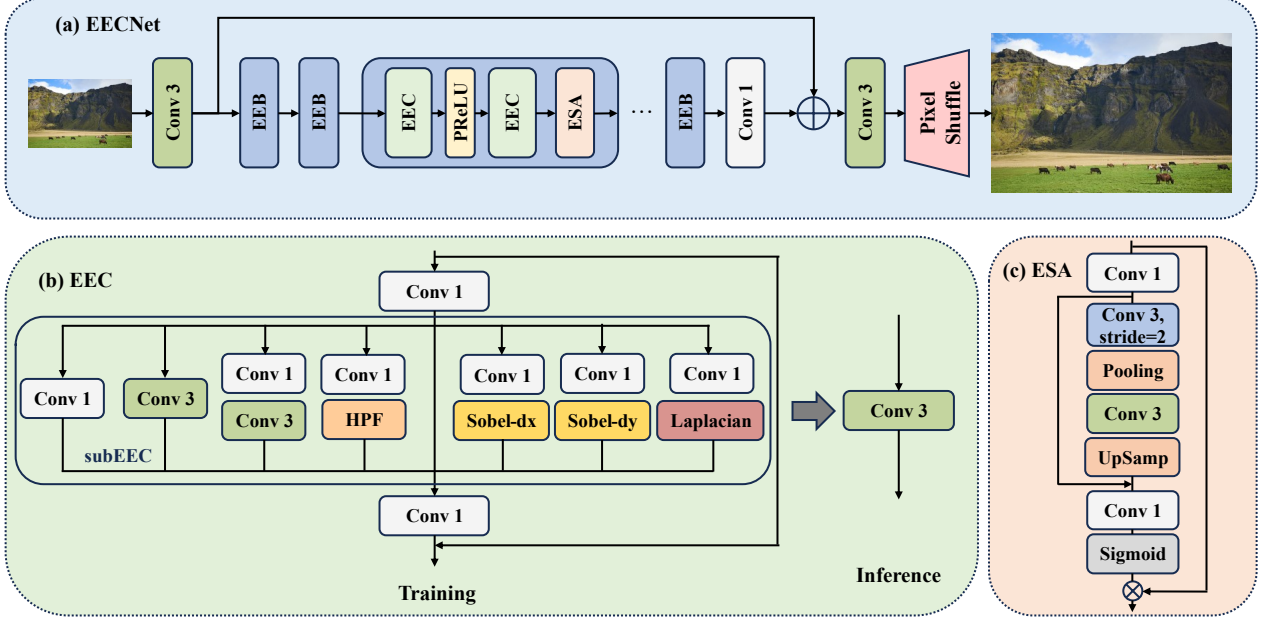 (a) EECNet
Conv 3
EEB
EEB
EEC
PReLU
EEC
ESA
...
EEB
Conv 1
Conv 3
Pixel
Shuffle
(b) EEC
Conv 1
Conv 1
Conv 3
Conv 1
Conv 3
Conv 1
HPF
Conv 1
Sobel-dx
Conv 1
Sobel-dy
Conv 1
Laplacian
subEEC
Conv 1
Training
Conv 3
Inference
(c) ESA
Conv 1
Conv 3,
stride=2
Pooling
Conv 3
UpSamp
Conv 1
Sigmoid